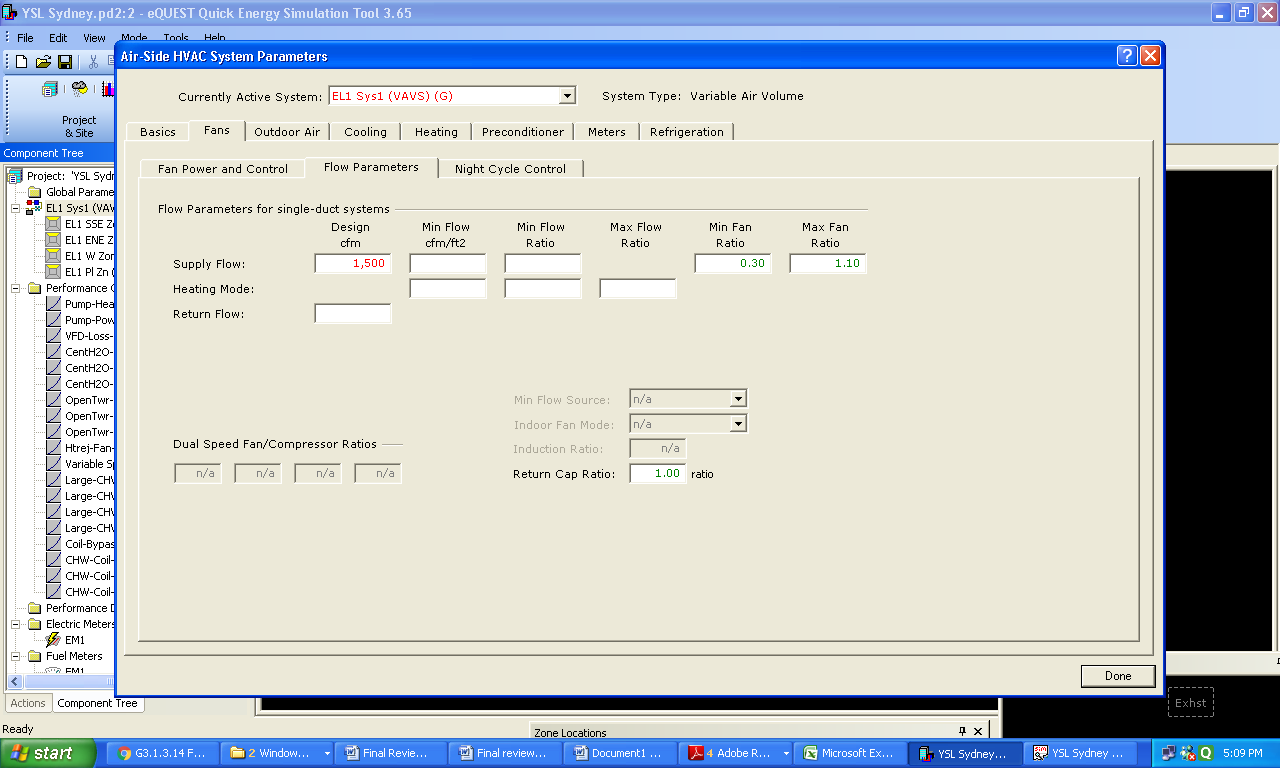 YSL Sydney.pd2:2 - eQUEST Quick Energy Simulation Tool 3.65
File Edit View Mode Tools Help
Air-Side HVAC System Parameters
Currently Active System: EL1 Sys1 (VAVS) (G) System Type: Variable Air Volume
Project
& Site
Basics Fans Outdoor Air Cooling Heating Preconditioner Meters Refrigeration
Component Tree
Fan Power and Control Flow Parameters Night Cycle Control
Project: 'YSL Syd
Global Parame
EL1 Sys1 (VAV
EL1 SSE Z
EL1 ENE Z
EL1 W Zor
EL1 Pl Zn (
Performance C
Pump-Hea
Pump-Pow
VFD-Loss-
CentH2O-
CentH2O-
CentH2O-
OpenTwr-
OpenTwr-
OpenTwr-
Htrej-Fan-
Variable Sp
Large-CHV
Large-CHV
Large-CHV
Large-CHV
Coil-Bypas
CHW-Coil-
CHW-Coil-
CHW-Coil-
Performance D
Electric Meters
EM1
Fuel Meters
FM1
Flow Parameters for single-duct systems
Design Min Flow Min Flow Max Flow Min Fan Max Fan
cfm cfm/ft2 Ratio Ratio Ratio Ratio
Supply Flow: 1,500 0.30 1.10
Heating Mode:
Return Flow:
Min Flow Source: n/a
Indoor Fan Mode: n/a
Dual Speed Fan/Compressor Ratios
Induction Ratio: n/a
n/a n/a n/a n/a
Return Cap Ratio: 1.00 ratio
Done
Actions Component Tree
Exhst
Ready
Zone Locations
start G3.1.3.14 F... 2 Window... Final Revie... Final review... Document1 ... 4 Adobe R... Microsoft Ex... YSL Sydney... YSL Sydney ... 5:09 PM